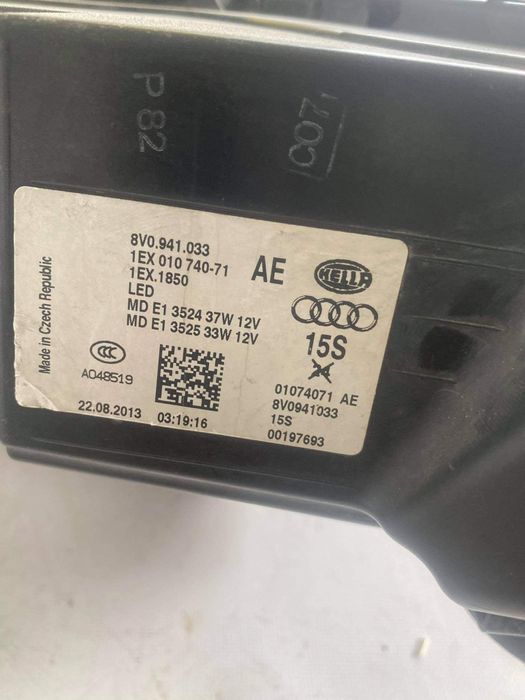 P 82
C07
Made in Czech Republic
8V0.941.033
1EX 010 740-71
1EX.1850
LED
MD E1 3524 37W 12V
MD E1 3525 33W 12V
AE
HELLA
15S
CCC
A048519
22.08.2013
03:19:16
01074071 AE
8V0941033
15S
00197693